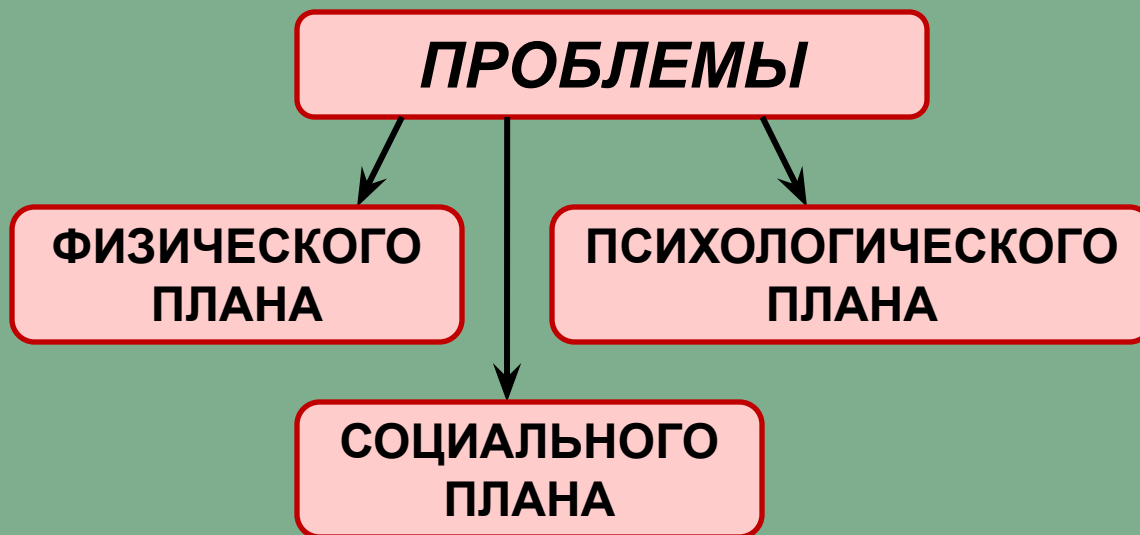 ПРОБЛЕМЫ
ФИЗИЧЕСКОГО
ПЛАНА
ПСИХОЛОГИЧЕСКОГО
ПЛАНА
СОЦИАЛЬНОГО
ПЛАНА